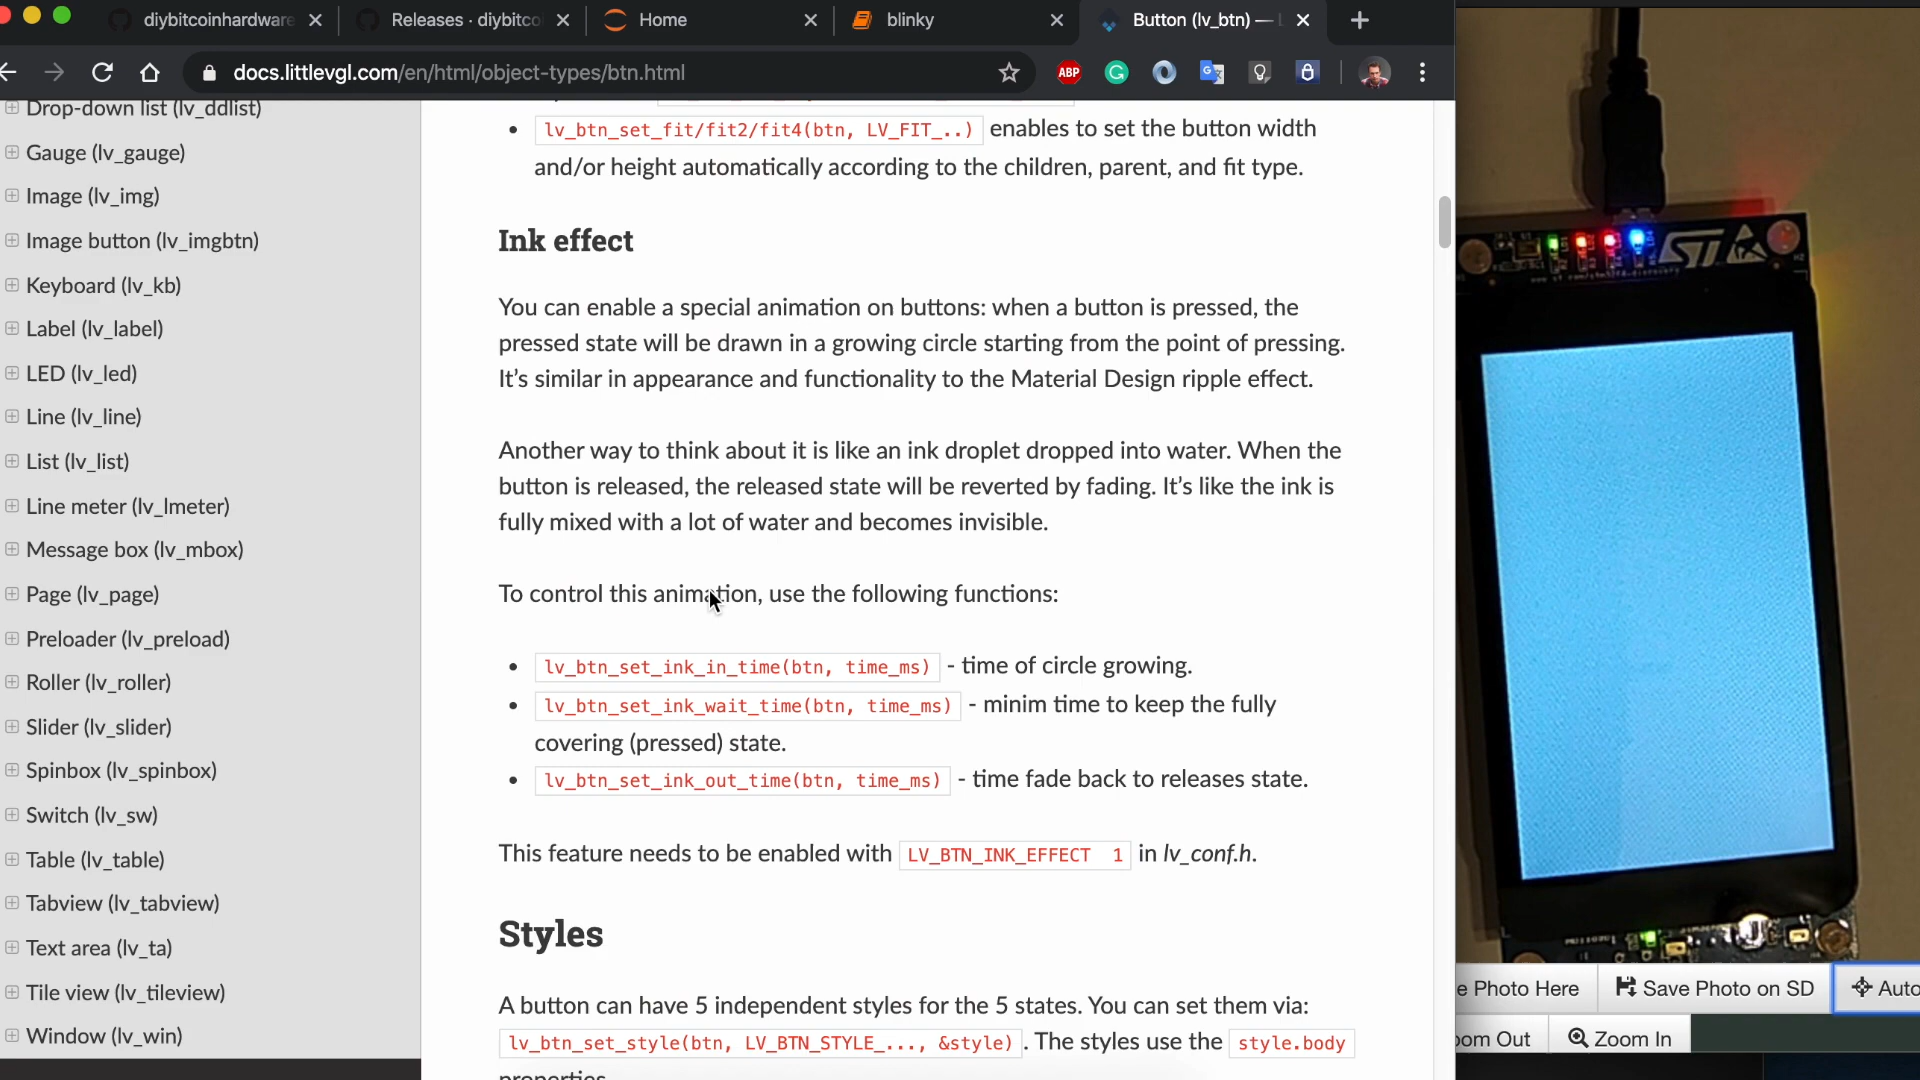 diybitcoinhardware
Releases · diybitco
Home
blinky
Button (lv_btn) —
docs.littlevgl.com/en/html/object-types/btn.html
ABP
Drop-down list (lv_ddlist)
Gauge (lv_gauge)
Image (lv_img)
Image button (lv_imgbtn)
Keyboard (lv_kb)
Label (lv_label)
LED (lv_led)
Line (lv_line)
List (lv_list)
Line meter (lv_lmeter)
Message box (lv_mbox)
Page (lv_page)
Preloader (lv_preload)
Roller (lv_roller)
Slider (lv_slider)
Spinbox (lv_spinbox)
Switch (lv_sw)
Table (lv_table)
Tabview (lv_tabview)
Text area (lv_ta)
Tile view (lv_tileview)
Window (lv_win)
lv_btn_set_fit/fit2/fit4(btn, LV_FIT_..) enables to set the button width
and/or height automatically according to the children, parent, and fit type.
Ink effect
You can enable a special animation on buttons: when a button is pressed, the
pressed state will be drawn in a growing circle starting from the point of pressing.
It’s similar in appearance and functionality to the Material Design ripple effect.
Another way to think about it is like an ink droplet dropped into water. When the
button is released, the released state will be reverted by fading. It’s like the ink is
fully mixed with a lot of water and becomes invisible.
To control this animation, use the following functions:
lv_btn_set_ink_in_time(btn, time_ms) - time of circle growing.
lv_btn_set_ink_wait_time(btn, time_ms) - minim time to keep the fully
covering (pressed) state.
lv_btn_set_ink_out_time(btn, time_ms) - time fade back to releases state.
This feature needs to be enabled with LV_BTN_INK_EFFECT 1 in lv_conf.h.
Styles
A button can have 5 independent styles for the 5 states. You can set them via:
lv_btn_set_style(btn, LV_BTN_STYLE_..., &style) . The styles use the style.body
properties
ST
e Photo Here
Save Photo on SD
Auto
oom Out
Zoom In